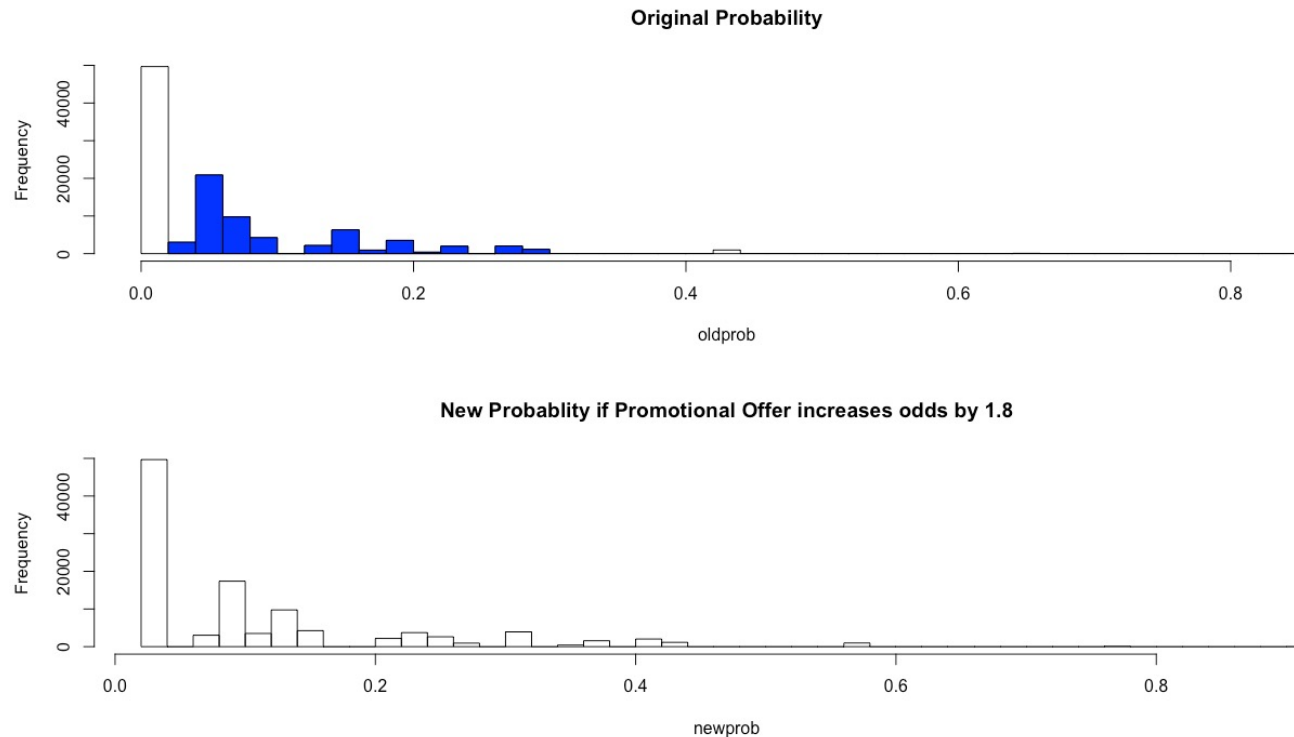 Original Probability
Frequency
40000
20000
0
0.0 0.2 0.4 0.6 0.8
oldprob
New Probablity if Promotional Offer increases odds by 1.8
Frequency
40000
20000
0
0.0 0.2 0.4 0.6 0.8
newprob